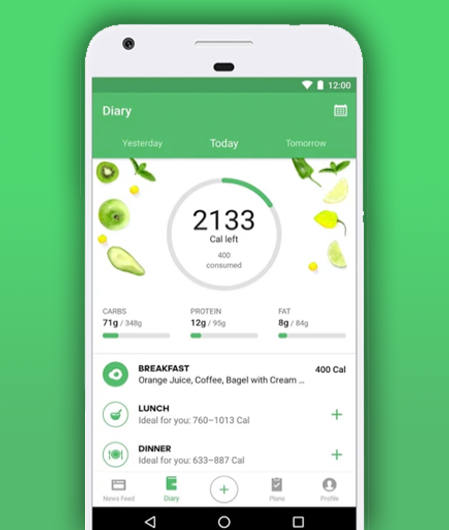 12:00
Diary
Yesterday Today Tomorrow
2133
Cal left
400
consumed
CARBS PROTEIN FAT
71g / 348g 12g / 95g 8g / 84g
BREAKFAST 400 Cal
Orange Juice, Coffee, Bagel with Cream ...
LUNCH
Ideal for you: 760–1013 Cal
DINNER
Ideal for you: 633–887 Cal
News Feed Diary Plans Profile